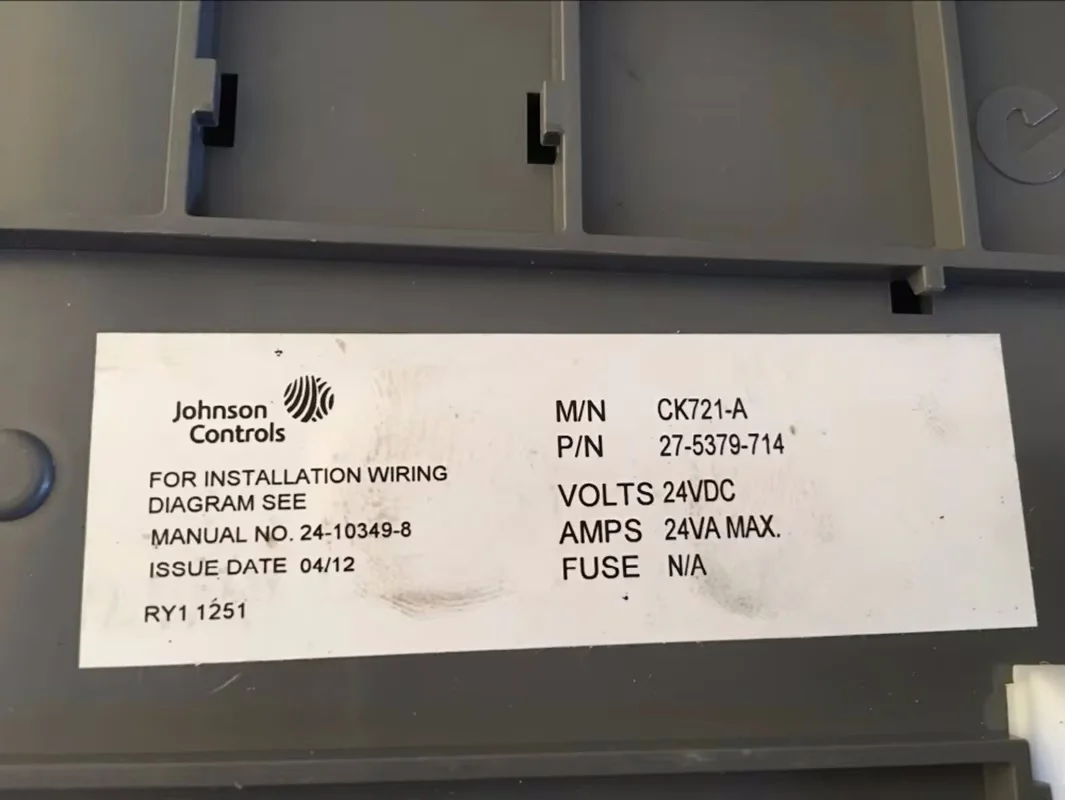 Johnson
Controls
FOR INSTALLATION WIRING
DIAGRAM SEE
MANUAL NO. 24-10349-8
ISSUE DATE 04/12
RY1 1251
M/N CK721-A
P/N 27-5379-714
VOLTS 24VDC
AMPS 24VA MAX.
FUSE N/A